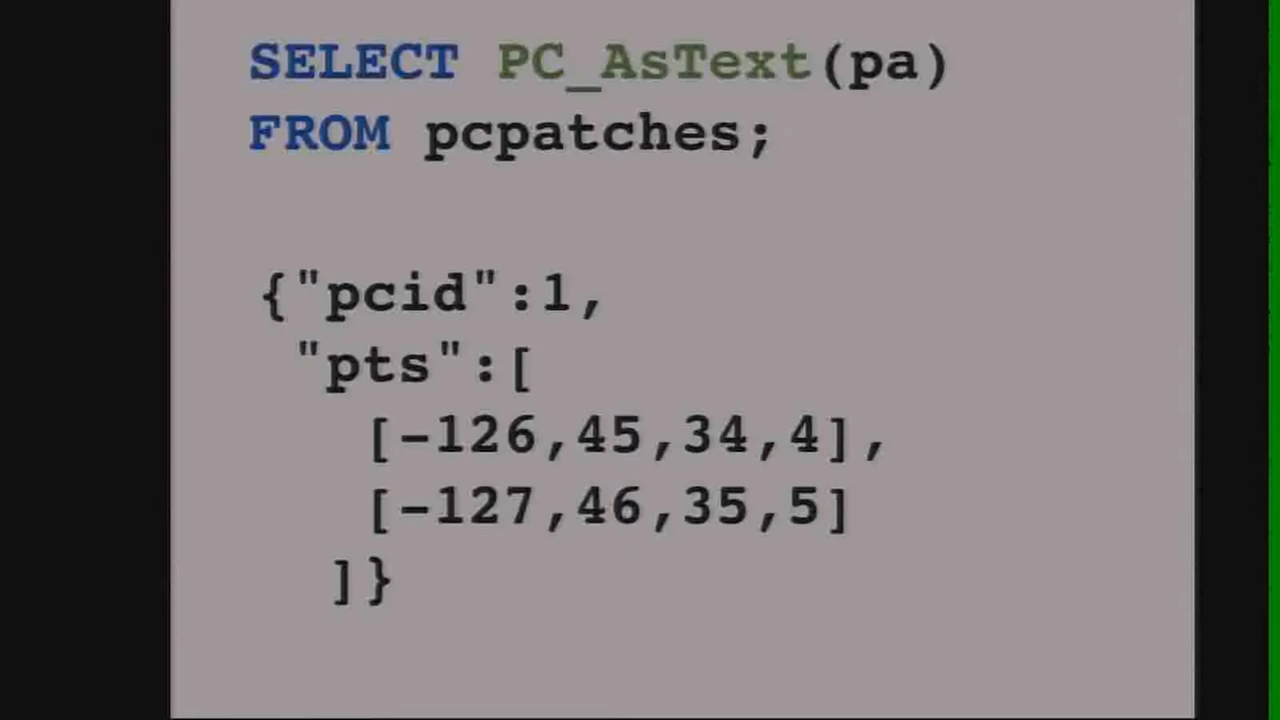 SELECT PC_AsText(pa)
FROM pcpatches;
{"pcid":1,
"pts":[
[-126,45,34,4],
[-127,46,35,5]
]}